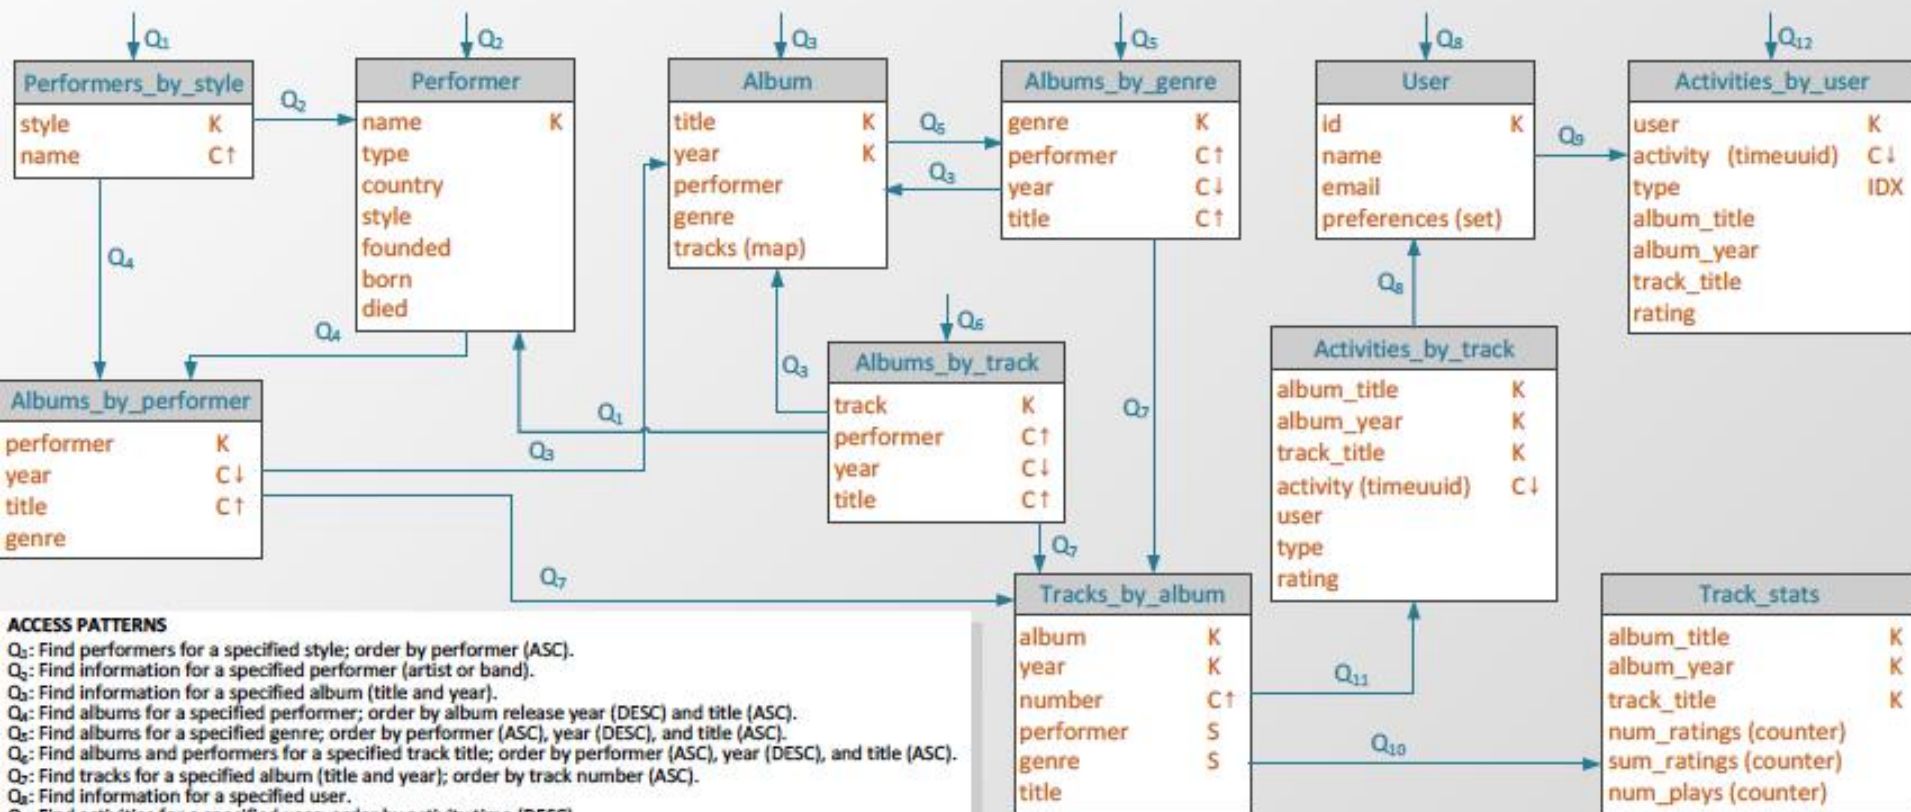 Q1
Q2
Q3
Q5
Q8
Q12
Performers_by_style
style K
name C↑
Q2
Performer
name K
type
country
style
founded
born
died
Album
title K
year K
performer
genre
tracks (map)
Q5
Q3
Albums_by_genre
genre K
performer C↑
year C↓
title C↑
User
id K
name
email
preferences (set)
Q9
Activities_by_user
user K
activity (timeuuid) C↓
type IDX
album_title
album_year
track_title
rating
Q4
Q4
Q8
Q6
Q3
Q7
Q1
Q3
Albums_by_performer
performer K
year C↓
title C↑
genre
Albums_by_track
track K
performer C↑
year C↓
title C↑
Activities_by_track
album_title K
album_year K
track_title K
activity (timeuuid) C↓
user
type
rating
Q7
Q7
Tracks_by_album
album K
year K
number C↑
performer S
genre S
title
Q11
Q10
Track_stats
album_title K
album_year K
track_title K
num_ratings (counter)
sum_ratings (counter)
num_plays (counter)
ACCESS PATTERNS
Q1: Find performers for a specified style; order by performer (ASC).
Q2: Find information for a specified performer (artist or band).
Q3: Find information for a specified album (title and year).
Q4: Find albums for a specified performer; order by album release year (DESC) and title (ASC).
Q5: Find albums for a specified genre; order by performer (ASC), year (DESC), and title (ASC).
Q6: Find albums and performers for a specified track title; order by performer (ASC), year (DESC), and title (ASC).
Q7: Find tracks for a specified album (title and year); order by track number (ASC).
Q8: Find information for a specified user.